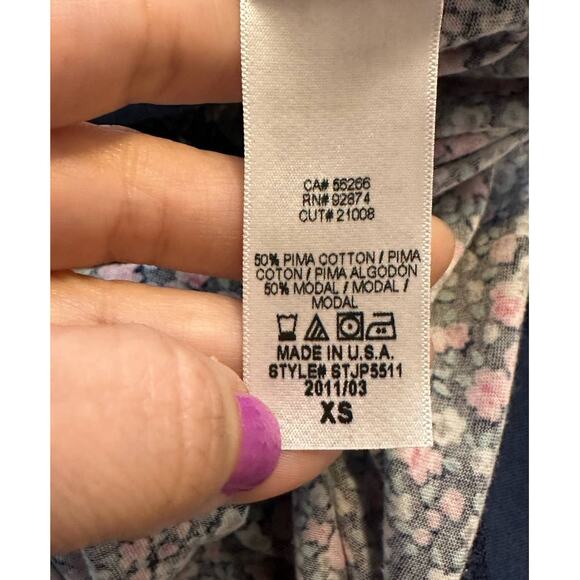 CA# 56266
RN# 92874
CUT# 21008
50% PIMA COTTON / PIMA
COTON / PIMA ALGODÓN
50% MODAL / MODAL /
MODAL
MADE IN U.S.A.
STYLE# STJP5511
2011/03
XS